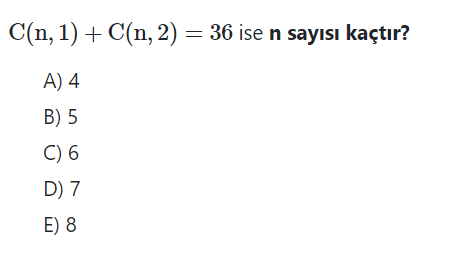 C(n, 1) + C(n, 2) = 36 ise n sayısı kaçtır?
A) 4
B) 5
C) 6
D) 7
E) 8